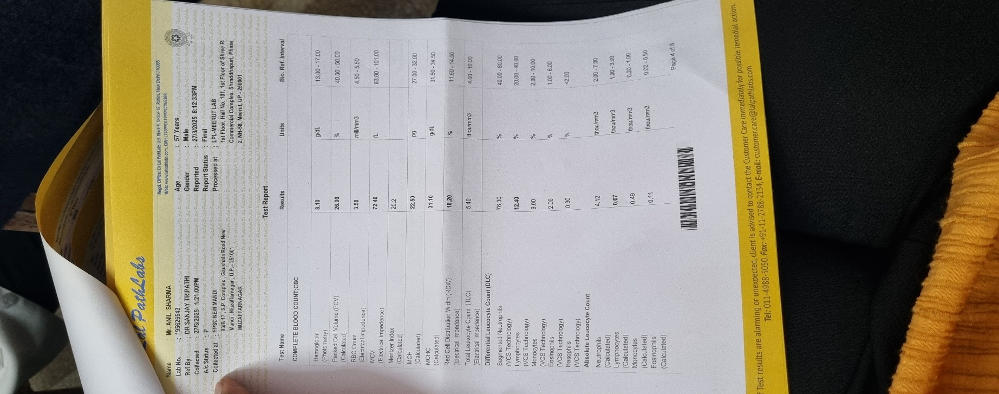 Lal PathLabs
Regd. Office: Dr Lal PathLabs Ltd, Block-E, Sector-18, Rohini, New Delhi-110085
Web: www.lalpathlabs.com, CIN: L74899DL1995PLC065388
Name : Mr. ANIL SHARMA
Lab No. : 195626543 Age : 57 Years
Ref By : DR SANJAY TRIPATHI Gender : Male
Collected : 27/3/2025 1:21:00PM Reported : 27/3/2025 8:12:33PM
A/c Status : P Report Status : Final
Collected at : FPSC NEW MANDI Processed at : LPL-MEERUT LAB
93/B 17, S.P. Complex, Gaushala Road New 1st Floor, Hall No. 101, 1st Floor of Shree R
Mandi, Muzaffarnagar, U.P.- 251001 Commercial Complex, Shraddhapuri, Phase
MUZAFFARNAGAR 2, NH-58, Meerut, UP - 250001
Test Report
Test Name Results Units Bio. Ref. Interval
COMPLETE BLOOD COUNT;CBC
Hemoglobin 8.10 g/dL 13.00 - 17.00
(Photometry)
Packed Cell Volume (PCV) 26.00 % 40.00 - 50.00
(Calculated)
RBC Count 3.58 mill/mm3 4.50 - 5.50
(Electrical impedence)
MCV 72.40 fL 83.00 - 101.00
(Electrical impedence)
Mentzer Index 20.2
(Calculated)
MCH 22.50 pg 27.00 - 32.00
(Calculated)
MCHC 31.10 g/dL 31.50 - 34.50
(Calculated)
Red Cell Distribution Width (RDW) 18.20 % 11.60 - 14.00
(Electrical Impedence)
Total Leukocyte Count (TLC) 5.40 thou/mm3 4.00 - 10.00
(Electrical Impedence)
Differential Leucocyte Count (DLC)
Segmented Neutrophils 76.30 % 40.00 - 80.00
(VCS Technology)
Lymphocytes 12.40 % 20.00 - 40.00
(VCS Technology)
Monocytes 9.00 % 2.00 - 10.00
(VCS Technology)
Eosinophils 2.00 % 1.00 - 6.00
(VCS Technology)
Basophils 0.30 % <2.00
(VCS Technology)
Absolute Leucocyte Count
Neutrophils 4.12 thou/mm3 2.00 - 7.00
(Calculated)
Lymphocytes 0.67 thou/mm3 1.00 - 3.00
(Calculated)
Monocytes 0.49 thou/mm3 0.20 - 1.00
(Calculated)
Eosinophils 0.11 thou/mm3 0.02 - 0.50
(Calculated)
Page 4 of 8
Test results are alarming or unexpected, client is advised to contact the Customer Care immediately for possible remedial action.
Tel: 011-4988-5050, Fax: +91-11-2788-2134, E-mail: customer.care@lalpathlabs.com